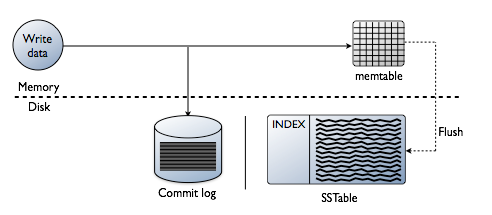 Write
data
memtable
Memory
Disk
INDEX
Flush
Commit log
SSTable